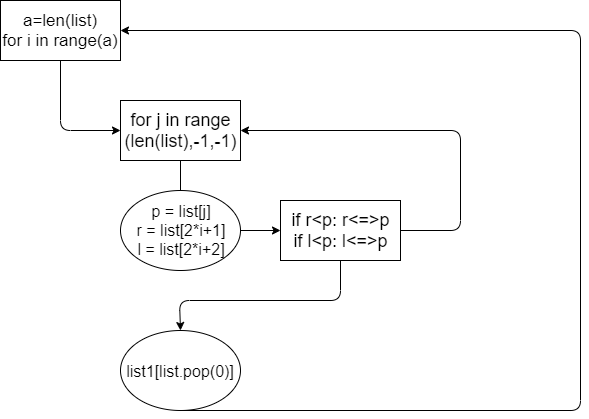 a=len(list)
for i in range(a)
for j in range
(len(list),-1,-1)
p = list[j]
r = list[2*i+1]
l = list[2*i+2]
if r<p: r<=>p
if l<p: l<=>p
list1[list.pop(0)]